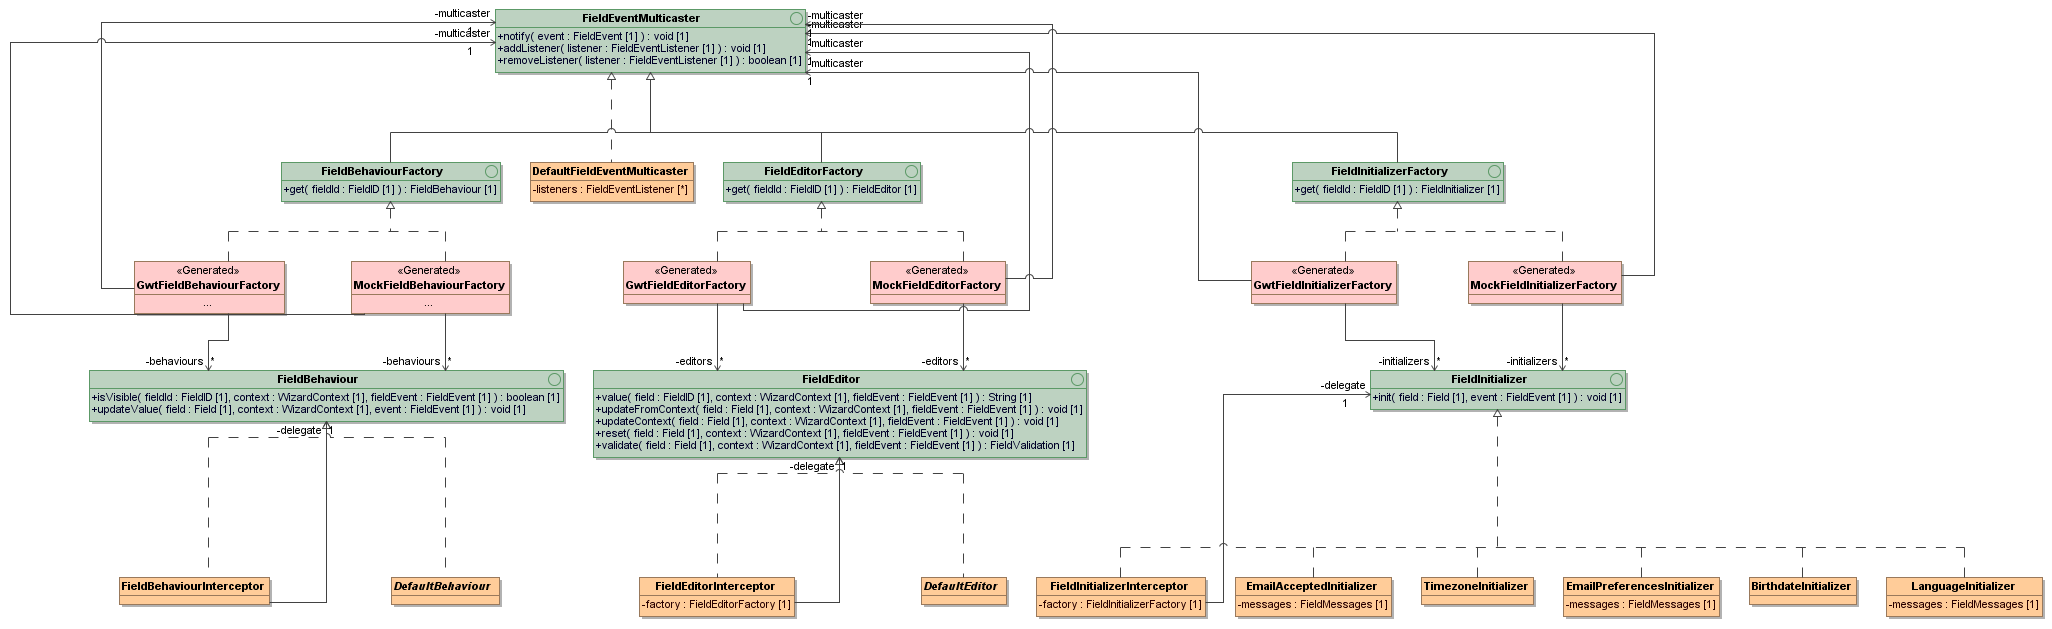 -multicaster
1
-multicaster
1
FieldEventMulticaster
+notify( event : FieldEvent [1] ) : void [1]
+addListener( listener : FieldEventListener [1] ) : void [1]
+removeListener( listener : FieldEventListener [1] ) : boolean [1]
-multicaster
-multicaster
1
-multicaster
1
-multicaster
1
FieldBehaviourFactory
+get( fieldId : FieldID [1] ) : FieldBehaviour [1]
DefaultFieldEventMulticaster
-listeners : FieldEventListener [*]
FieldEditorFactory
+get( fieldId : FieldID [1] ) : FieldEditor [1]
FieldInitializerFactory
+get( fieldId : FieldID [1] ) : FieldInitializer [1]
«Generated»
GwtFieldBehaviourFactory
...
«Generated»
MockFieldBehaviourFactory
...
«Generated»
GwtFieldEditorFactory
«Generated»
MockFieldEditorFactory
«Generated»
GwtFieldInitializerFactory
«Generated»
MockFieldInitializerFactory
-behaviours *
-behaviours *
-editors *
-editors *
-initializers *
-initializers *
FieldBehaviour
+isVisible( fieldId : FieldID [1], context : WizardContext [1], fieldEvent : FieldEvent [1] ) : boolean [1]
+updateValue( field : Field [1], context : WizardContext [1], event : FieldEvent [1] ) : void [1]
-delegate 1
FieldEditor
+value( field : FieldID [1], context : WizardContext [1], fieldEvent : FieldEvent [1] ) : String [1]
+updateFromContext( field : Field [1], context : WizardContext [1], fieldEvent : FieldEvent [1] ) : void [1]
+updateContext( field : Field [1], context : WizardContext [1], fieldEvent : FieldEvent [1] ) : void [1]
+reset( field : Field [1], context : WizardContext [1], fieldEvent : FieldEvent [1] ) : void [1]
+validate( field : Field [1], context : WizardContext [1], fieldEvent : FieldEvent [1] ) : FieldValidation [1]
-delegate 1
-delegate
1
FieldInitializer
+init( field : Field [1], event : FieldEvent [1] ) : void [1]
FieldBehaviourInterceptor
DefaultBehaviour
FieldEditorInterceptor
-factory : FieldEditorFactory [1]
DefaultEditor
FieldInitializerInterceptor
-factory : FieldInitializerFactory [1]
EmailAcceptedInitializer
-messages : FieldMessages [1]
TimezoneInitializer
EmailPreferencesInitializer
-messages : FieldMessages [1]
BirthdateInitializer
LanguageInitializer
-messages : FieldMessages [1]